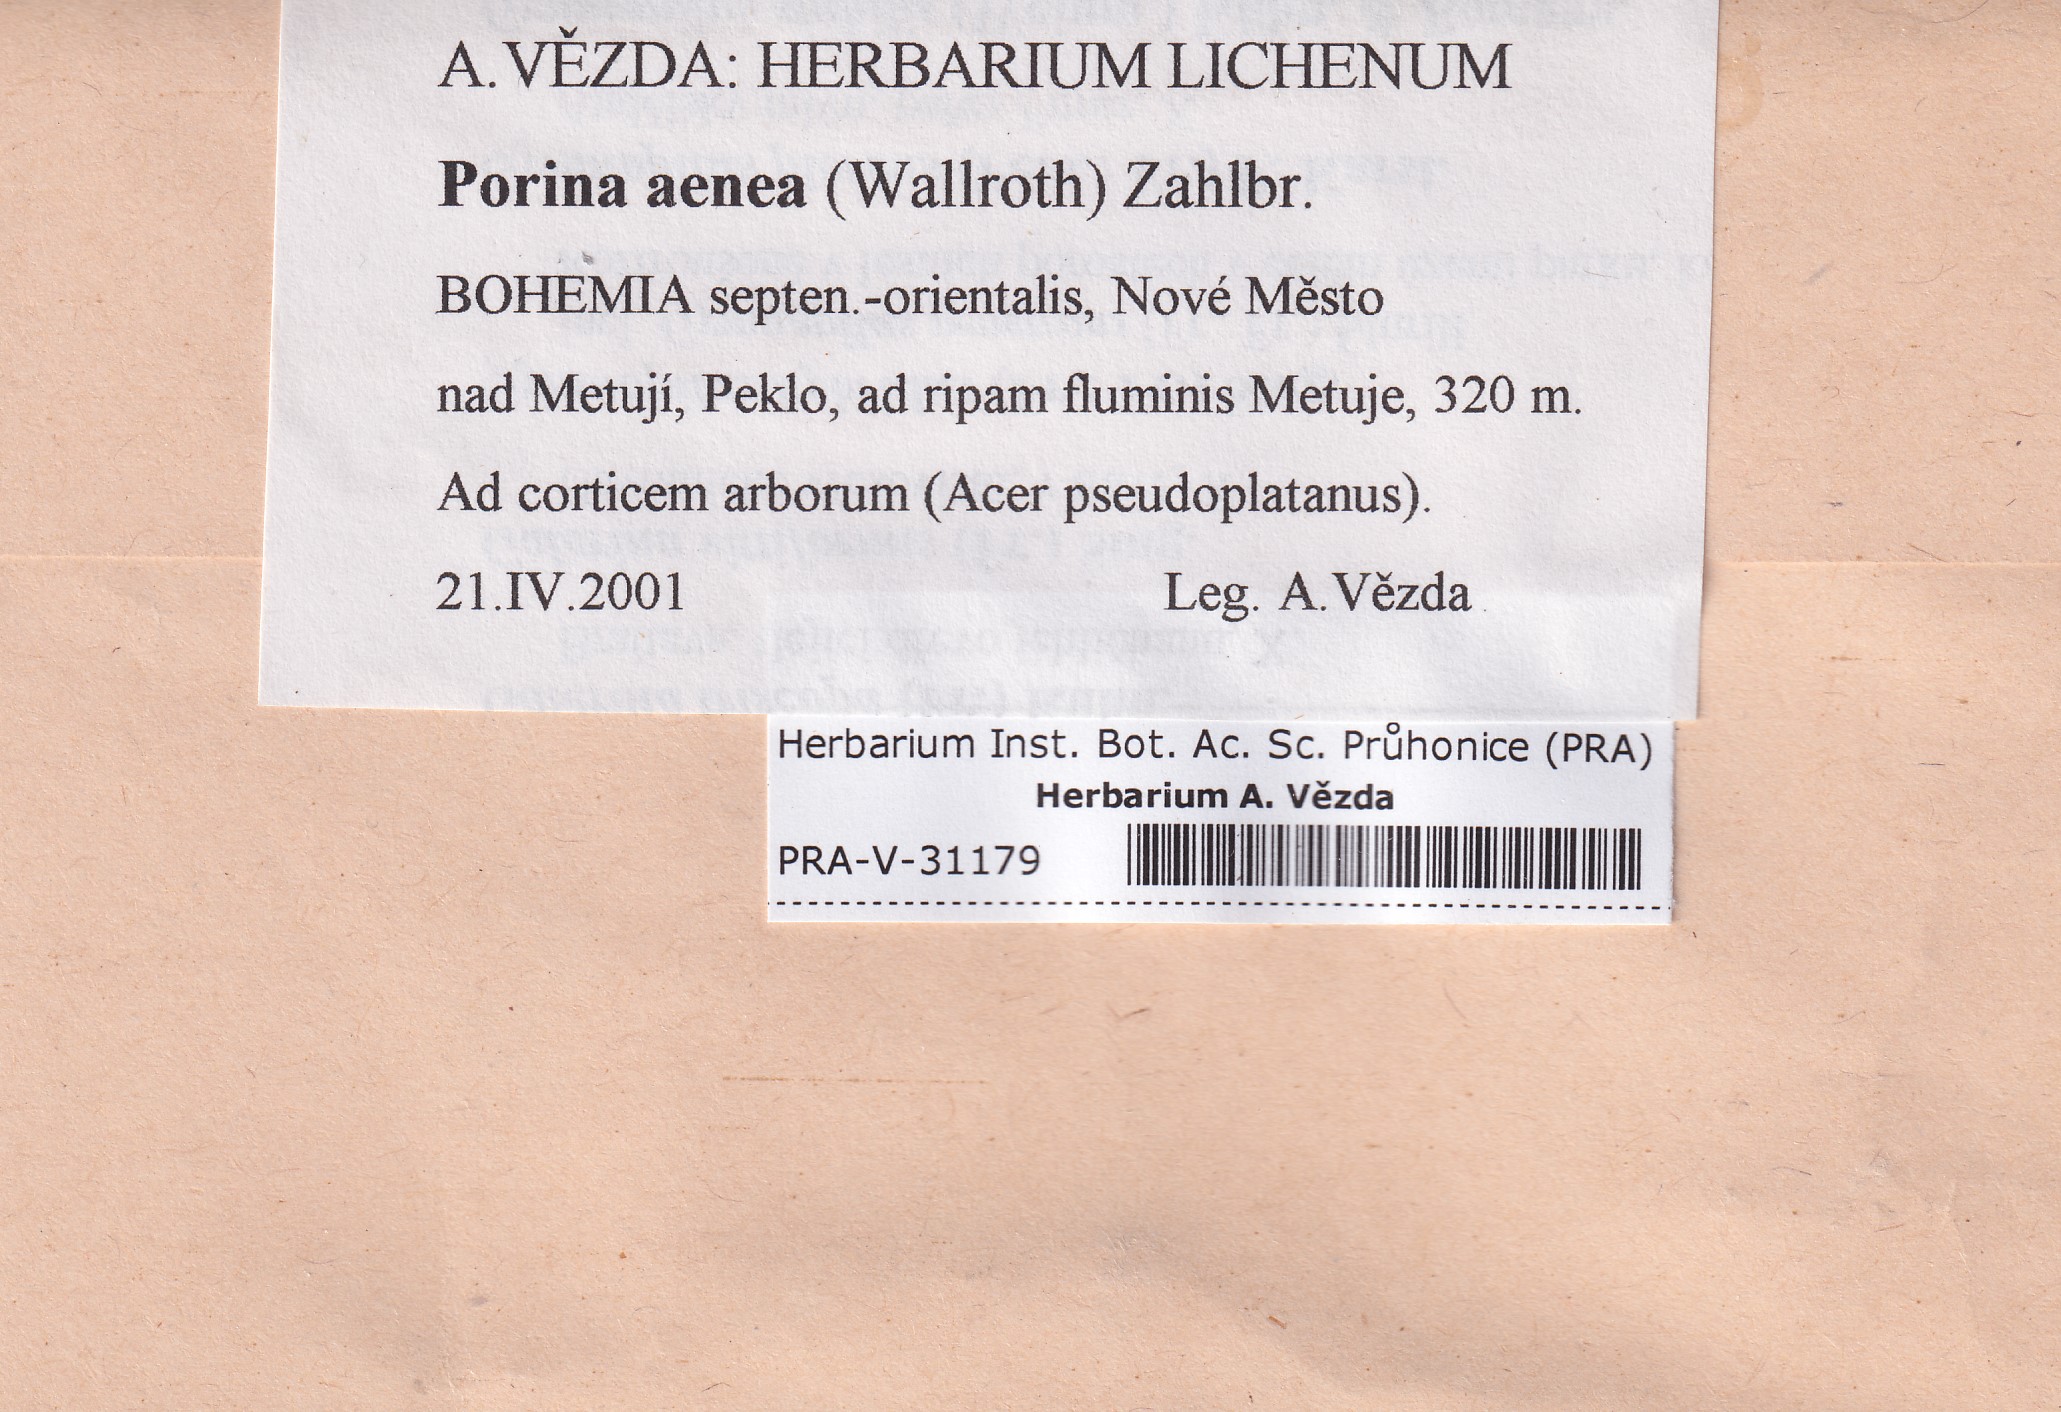 A. VĚZDA: HERBARIUM LICHENUM
Porina aenea (Wallroth) Zahlbr.
BOHEMIA septen.-orientalis, Nové Město
nad Metují, Peklo, ad ripam fluminis Metuje, 320 m.
Ad corticem arborum (Acer pseudoplatanus).
21.IV.2001 Leg. A. Vězda
Herbarium Inst. Bot. Ac. Sc. Průhonice (PRA)
Herbarium A. Vězda
PRA-V-31179